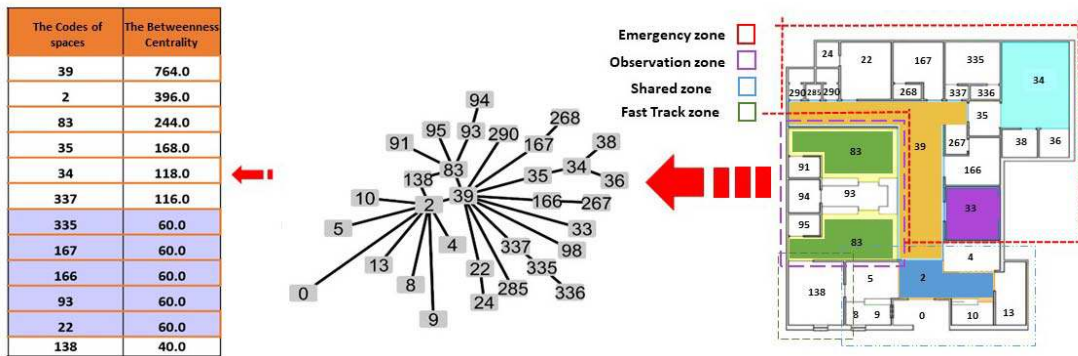 The Codes of spaces The Betweenness Centrality
39 764.0
2 396.0
83 244.0
35 168.0
34 118.0
337 116.0
335 60.0
167 60.0
166 60.0
93 60.0
22 60.0
138 40.0
94
268
95 93 290
38
91 167
83 34
138 35 36
10 39 166 267
2
5 33
4 337 98
13 22 335
8 285 336
0 24
9
Emergency zone
Observation zone
Shared zone
Fast Track zone
24 22 167 335
34
290 285 290 268 337 336
35
83 39 267 38 36
91 166
94 93
33
95
83
4
138 5 2
8 9 0 10 13